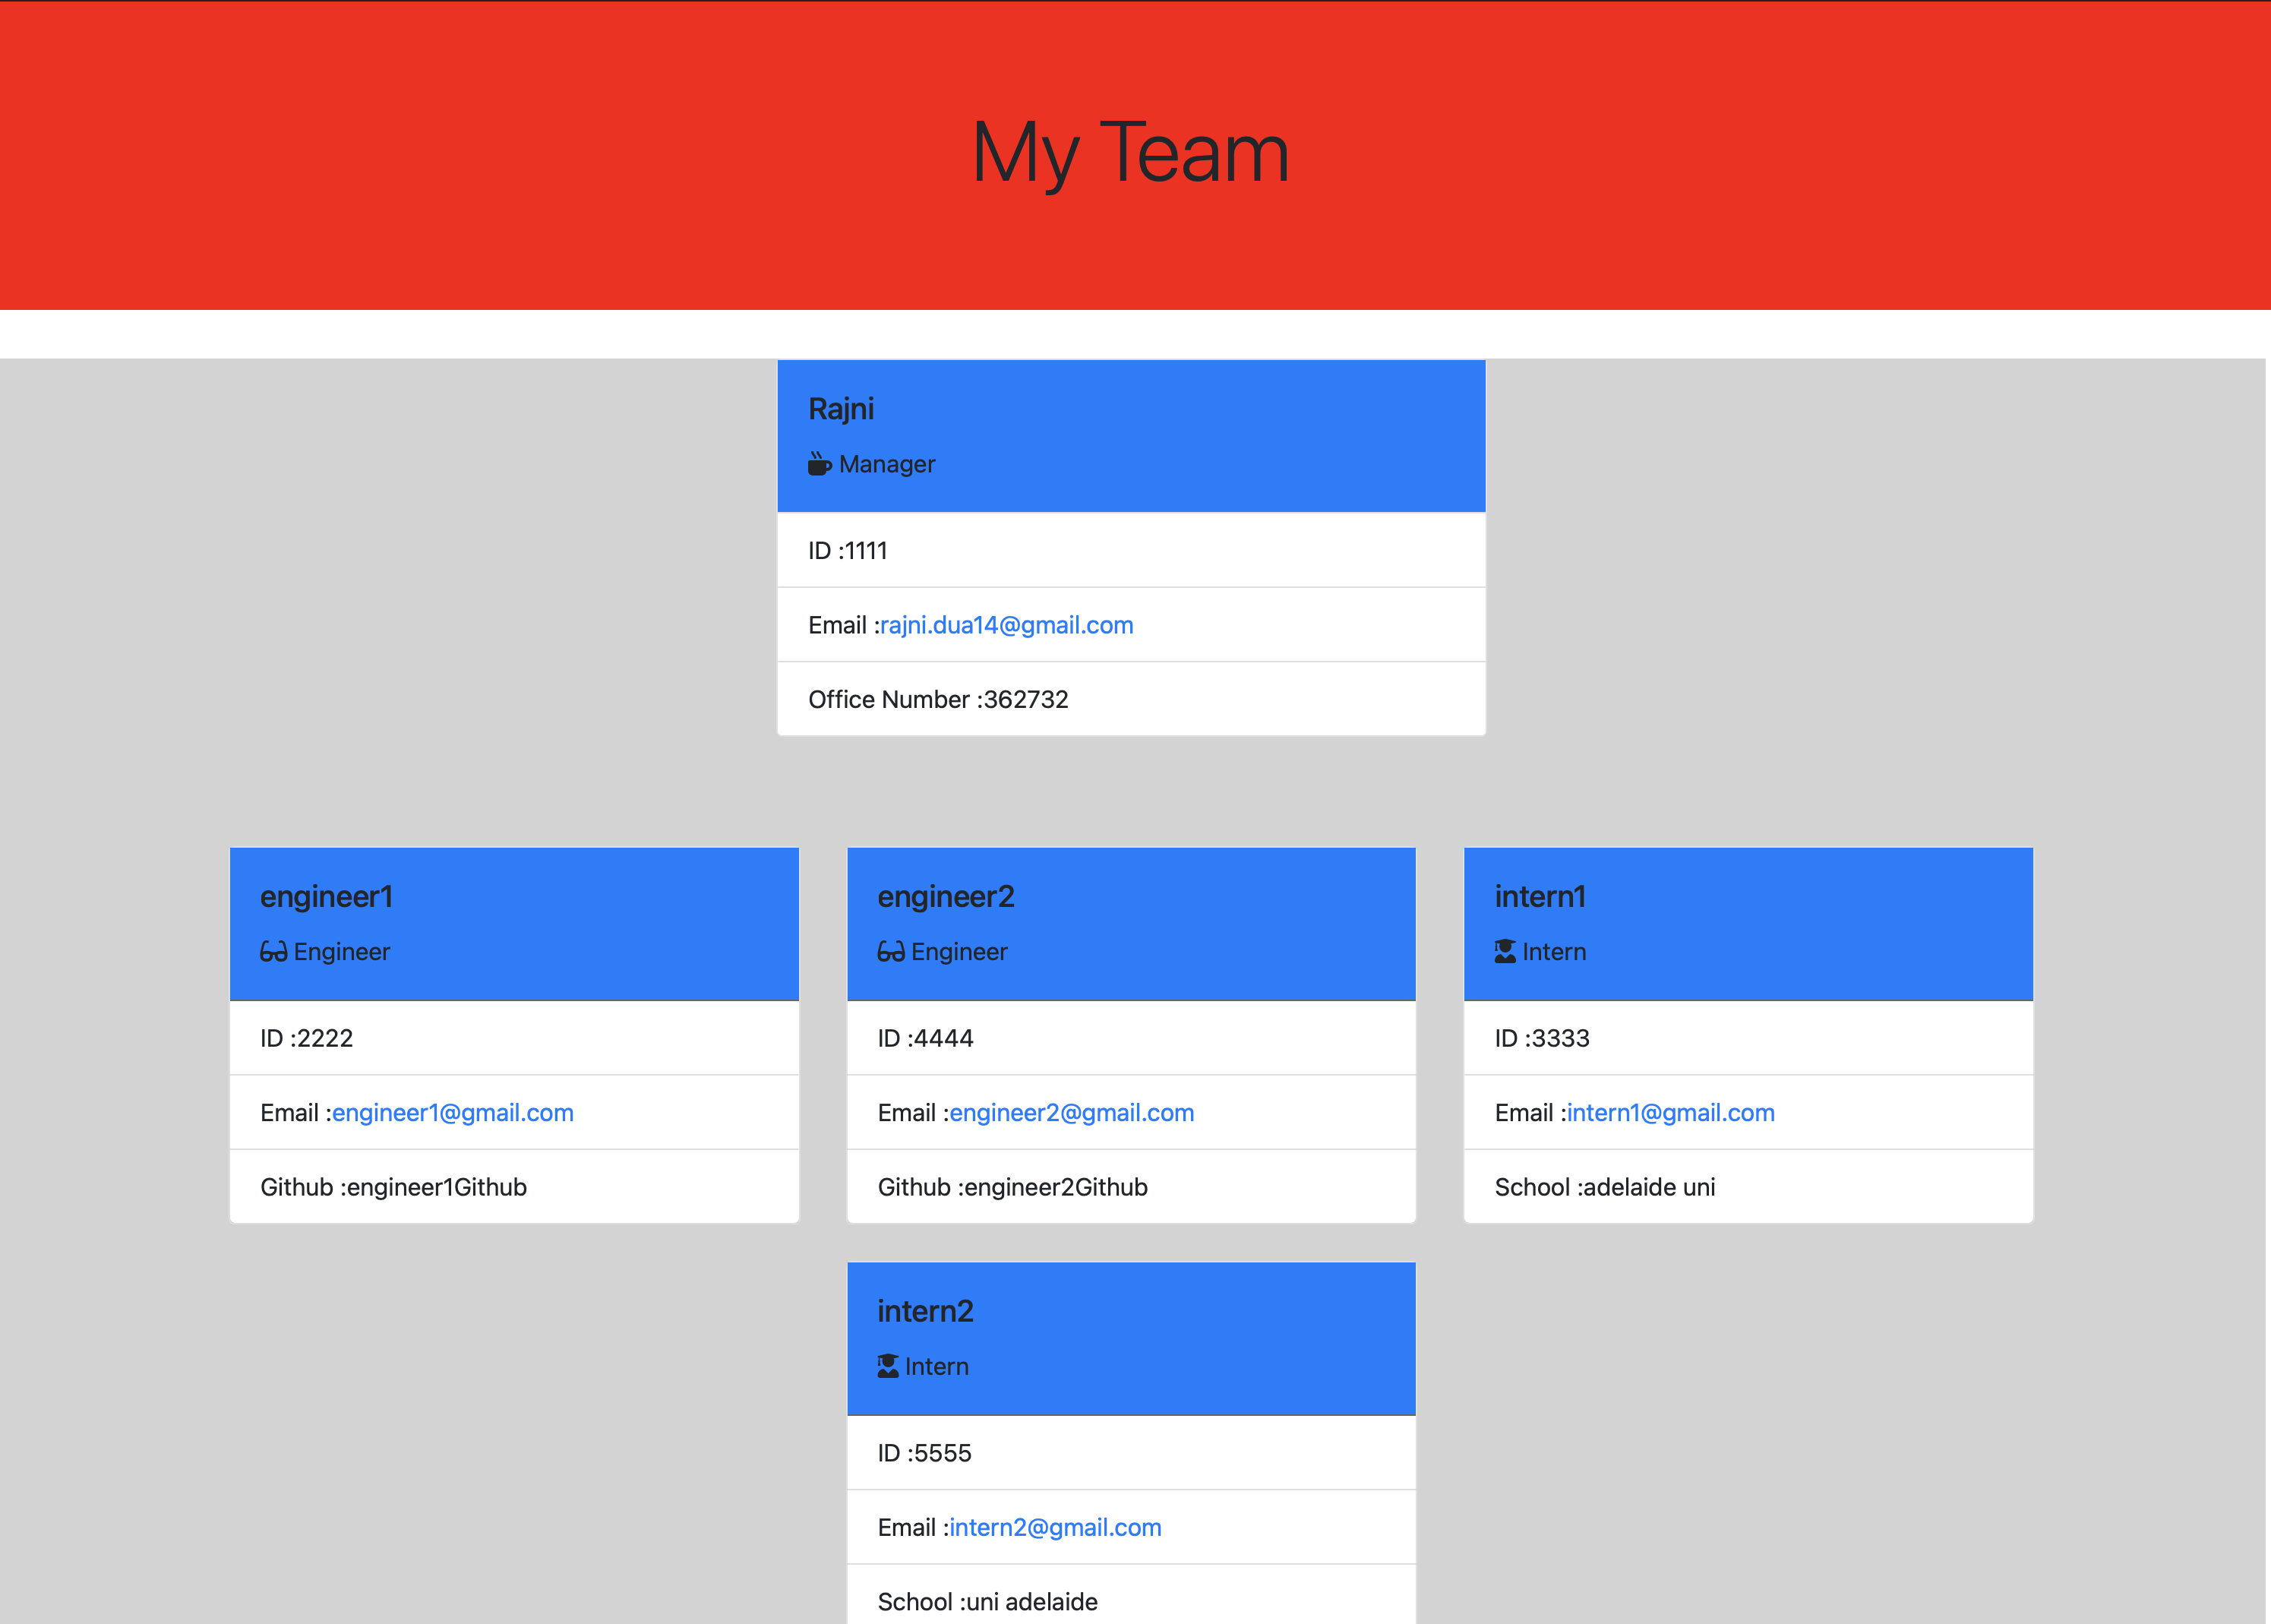 My Team
Rajni
Manager
ID :1111
Email :rajni.dua14@gmail.com
Office Number :362732
engineer1
Engineer
ID :2222
Email :engineer1@gmail.com
Github :engineer1Github
engineer2
Engineer
ID :4444
Email :engineer2@gmail.com
Github :engineer2Github
intern1
Intern
ID :3333
Email :intern1@gmail.com
School :adelaide uni
intern2
Intern
ID :5555
Email :intern2@gmail.com
School :uni adelaide